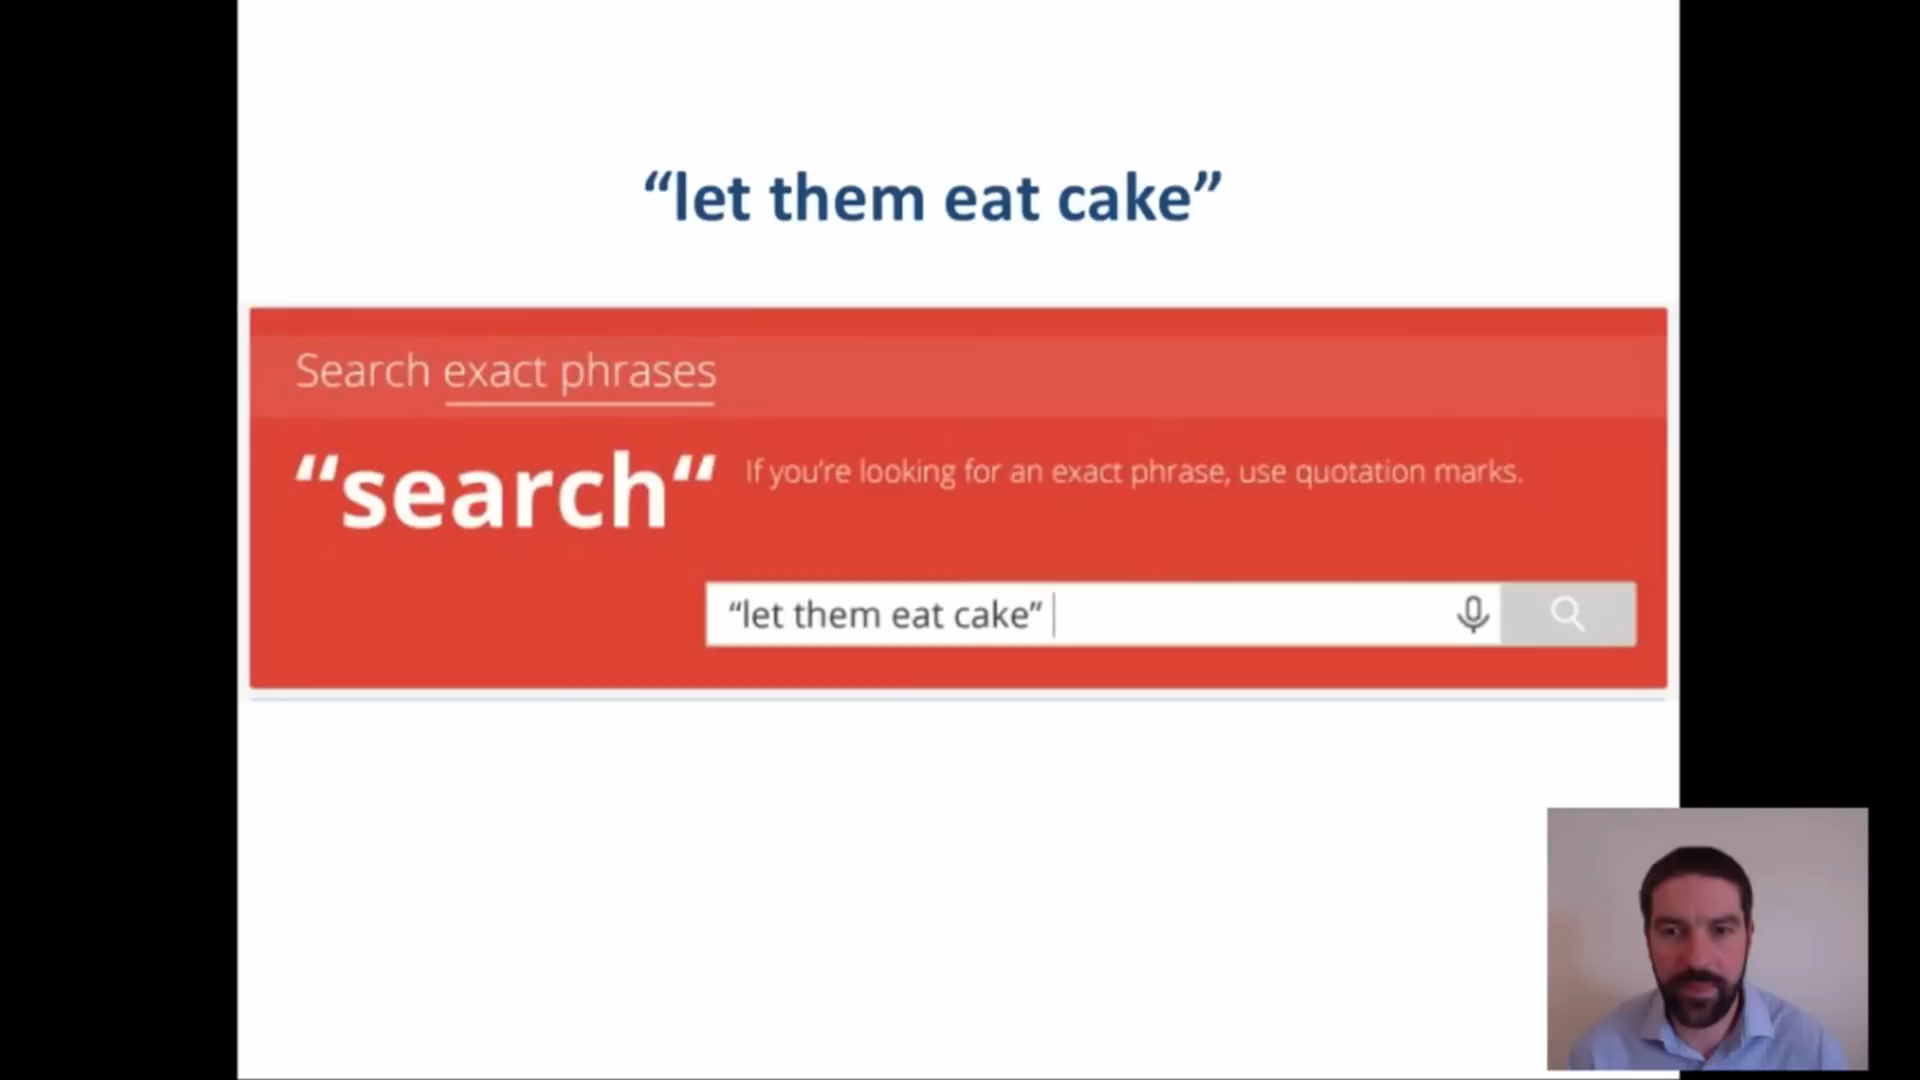 “let them eat cake”
Search exact phrases
“search“ If you're looking for an exact phrase, use quotation marks.
“let them eat cake”